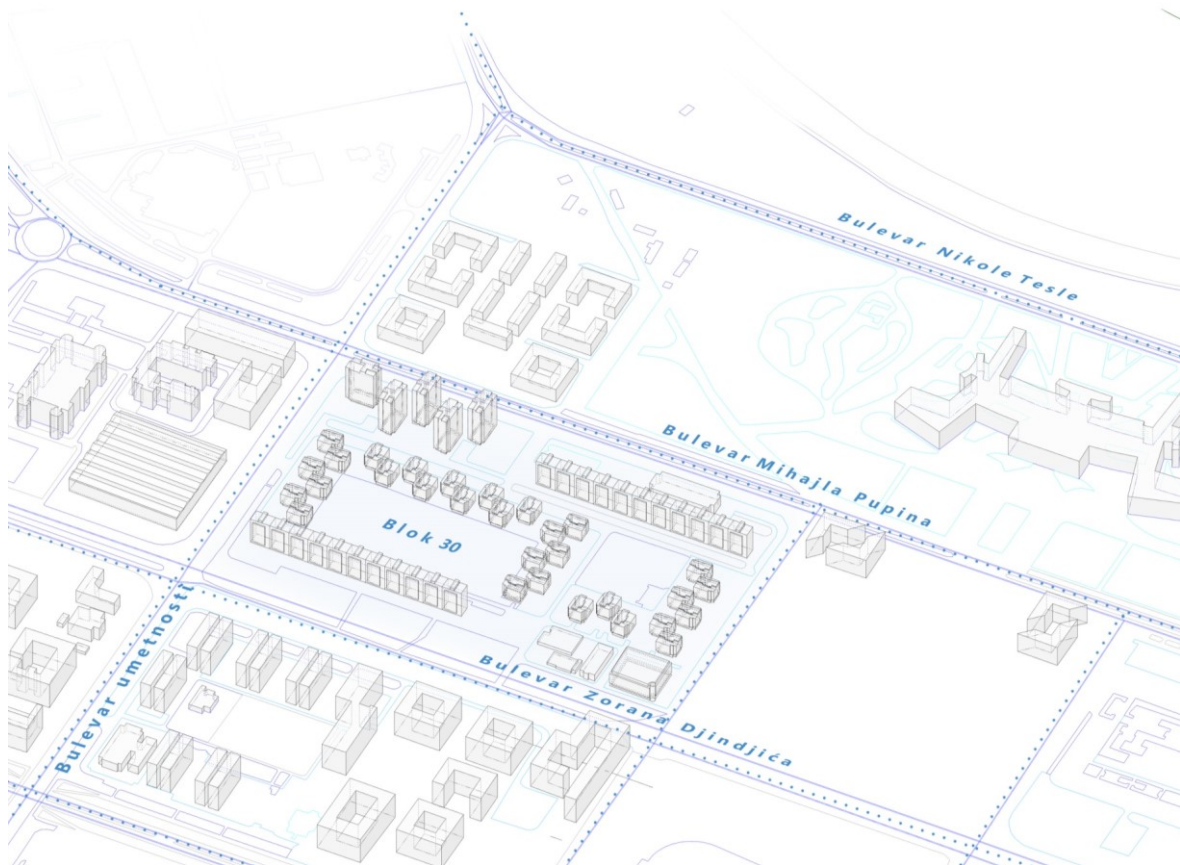 Bulevar Nikole Tesle
Bulevar Mihajla Pupina
Blok 30
Bulevar umetnosti
Bulevar Zorana Djindjića